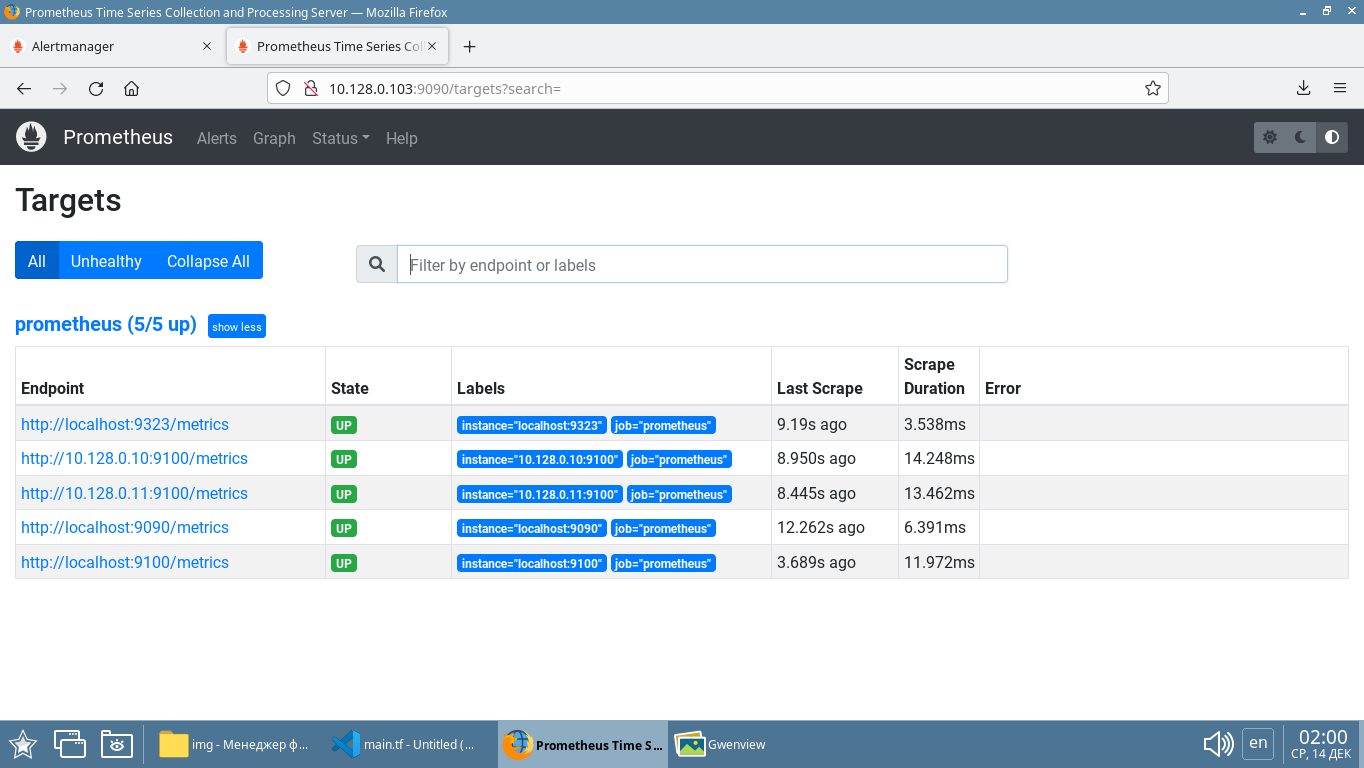 Prometheus Time Series Collection and Processing Server — Mozilla Firefox
Alertmanager
Prometheus Time Series Col
10.128.0.103:9090/targets?search=
Prometheus Alerts Graph Status Help
Targets
All Unhealthy Collapse All
Filter by endpoint or labels
prometheus (5/5 up) show less
Endpoint State Labels Last Scrape Scrape Duration Error
http://localhost:9323/metrics UP instance="localhost:9323" job="prometheus" 9.19s ago 3.538ms
http://10.128.0.10:9100/metrics UP instance="10.128.0.10:9100" job="prometheus" 8.950s ago 14.248ms
http://10.128.0.11:9100/metrics UP instance="10.128.0.11:9100" job="prometheus" 8.445s ago 13.462ms
http://localhost:9090/metrics UP instance="localhost:9090" job="prometheus" 12.262s ago 6.391ms
http://localhost:9100/metrics UP instance="localhost:9100" job="prometheus" 3.689s ago 11.972ms
img - Менеджер ф...
main.tf - Untitled (...
Prometheus Time S...
Gwenview
en
02:00
СР, 14 ДЕК